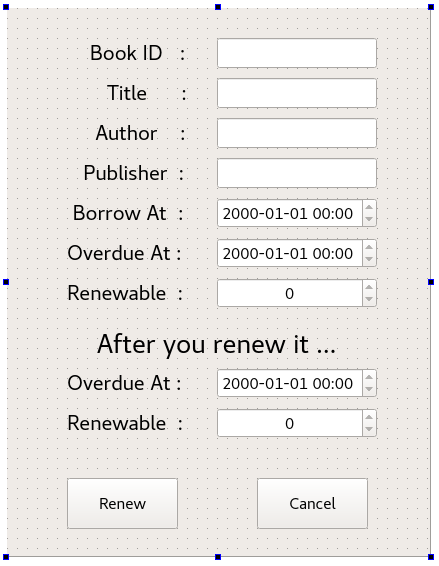 Book ID :
Title :
Author :
Publisher :
Borrow At : 2000-01-01 00:00
Overdue At : 2000-01-01 00:00
Renewable : 0
After you renew it ...
Overdue At : 2000-01-01 00:00
Renewable : 0
Renew Cancel